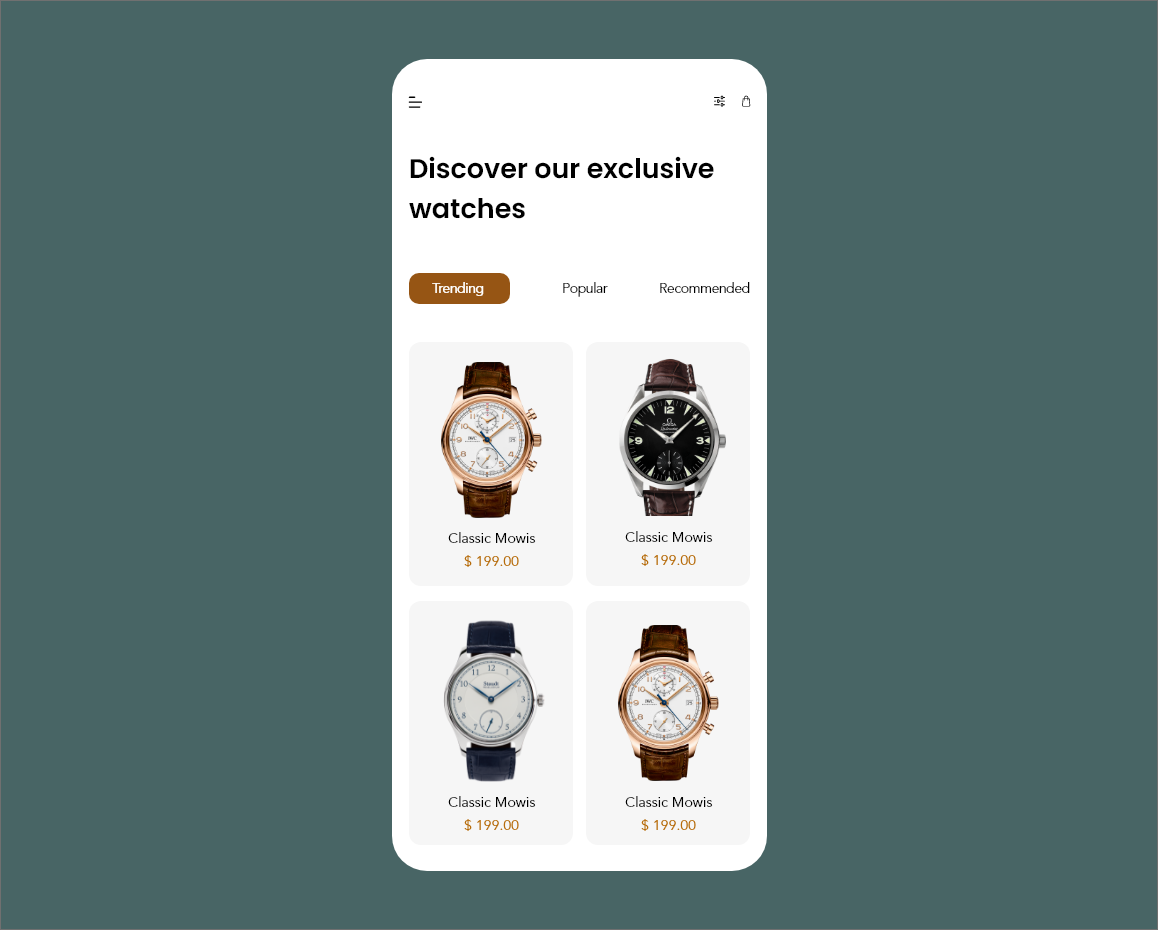 Discover our exclusive
watches
Trending
Popular
Recommended
Classic Mowis
$ 199.00
Classic Mowis
$ 199.00
Classic Mowis
$ 199.00
Classic Mowis
$ 199.00